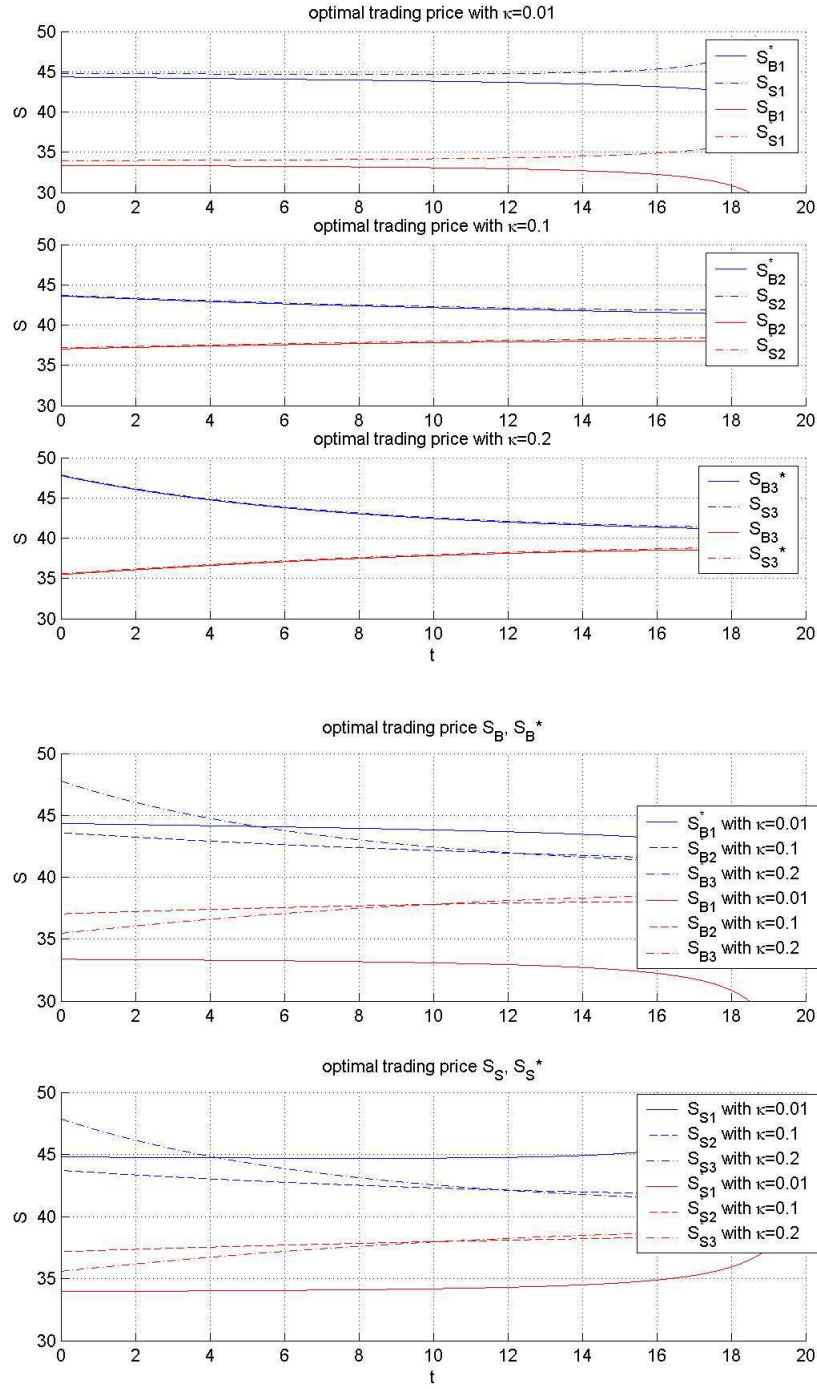 optimal trading price with κ=0.01
50
45
40
35
30
S
S*B1
SS1
SB1
S*S1
0 2 4 6 8 10 12 14 16 18 20
optimal trading price with κ=0.1
50
45
40
35
30
S
S*B2
SS2
SB2
S*S2
0 2 4 6 8 10 12 14 16 18 20
optimal trading price with κ=0.2
50
45
40
35
30
S
SB3*
SS3
SB3
SS3*
0 2 4 6 8 10 12 14 16 18 20
t
optimal trading price SB, SB*
50
45
40
35
30
S
S*B1 with κ=0.01
S*B2 with κ=0.1
S*B3 with κ=0.2
SB1 with κ=0.01
SB2 with κ=0.1
SB3 with κ=0.2
0 2 4 6 8 10 12 14 16 18 20
optimal trading price SS, SS*
50
45
40
35
30
S
SS1 with κ=0.01
SS2 with κ=0.1
SS3 with κ=0.2
S*S1 with κ=0.01
S*S2 with κ=0.1
S*S3 with κ=0.2
0 2 4 6 8 10 12 14 16 18 20
t